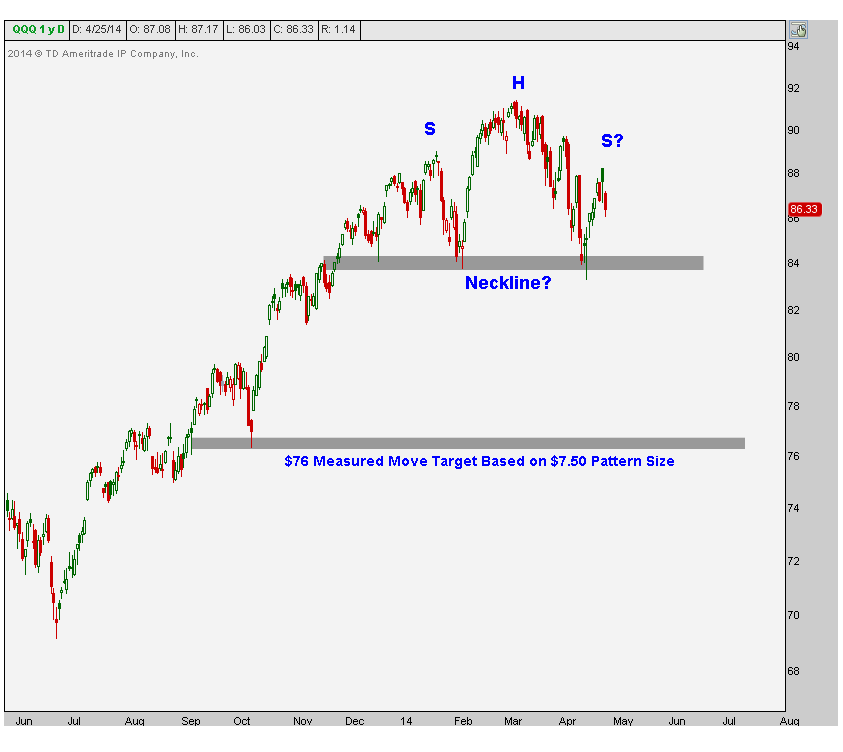 QQQ 1 y D D: 4/25/14 O: 87.08 H: 87.17 L: 86.03 C: 86.33 R: 1.14
2014 © TD Ameritrade IP Company, Inc.
94
92
H
S
90
S?
88
86.33
86
84
Neckline?
82
80
78
76
$76 Measured Move Target Based on $7.50 Pattern Size
74
72
70
68
Jun Jul Aug Sep Oct Nov Dec 14 Feb Mar Apr May Jun Jul Aug